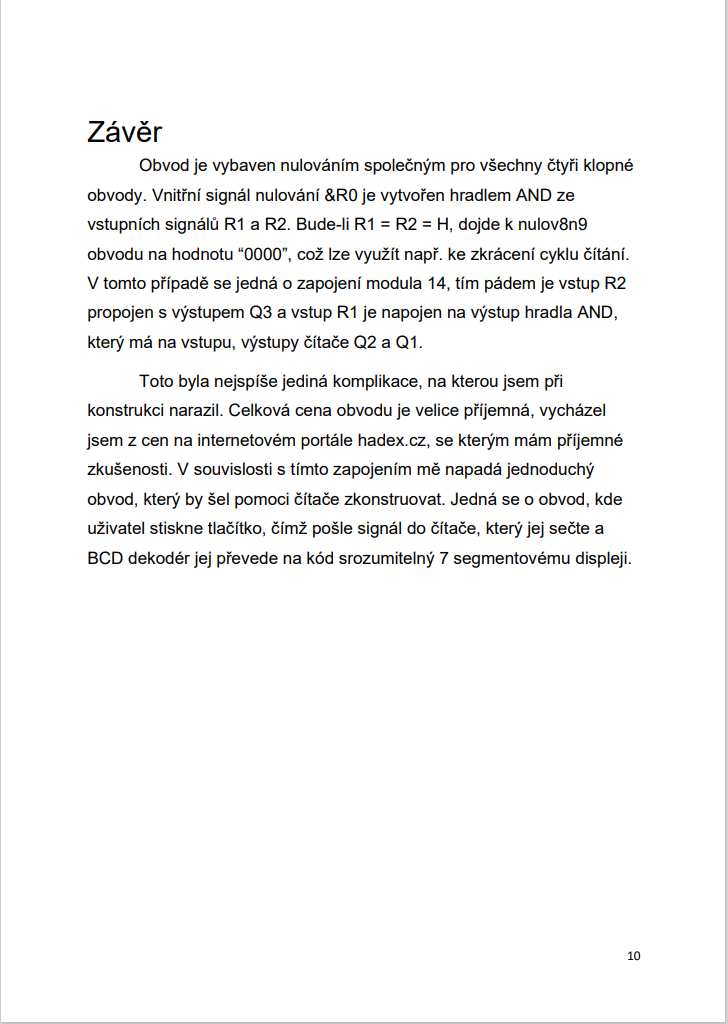 Závěr
Obvod je vybaven nulováním společným pro všechny čtyři klopné
obvody. Vnitřní signál nulování &R0 je vytvořen hradlem AND ze
vstupních signálů R1 a R2. Bude-li R1 = R2 = H, dojde k nulov8n9
obvodu na hodnotu “0000”, což lze využít např. ke zkrácení cyklu čítání.
V tomto případě se jedná o zapojení modula 14, tím pádem je vstup R2
propojen s výstupem Q3 a vstup R1 je napojen na výstup hradla AND,
který má na vstupu, výstupy čítače Q2 a Q1.
Toto byla nejspíše jediná komplikace, na kterou jsem při
konstrukci narazil. Celková cena obvodu je velice příjemná, vycházel
jsem z cen na internetovém portále hadex.cz, se kterým mám příjemné
zkušenosti. V souvislosti s tímto zapojením mě napadá jednoduchý
obvod, který by šel pomoci čítače zkonstruovat. Jedná se o obvod, kde
uživatel stiskne tlačítko, čímž pošle signál do čítače, který jej sečte a
BCD dekodér jej převede na kód srozumitelný 7 segmentovému displeji.
10